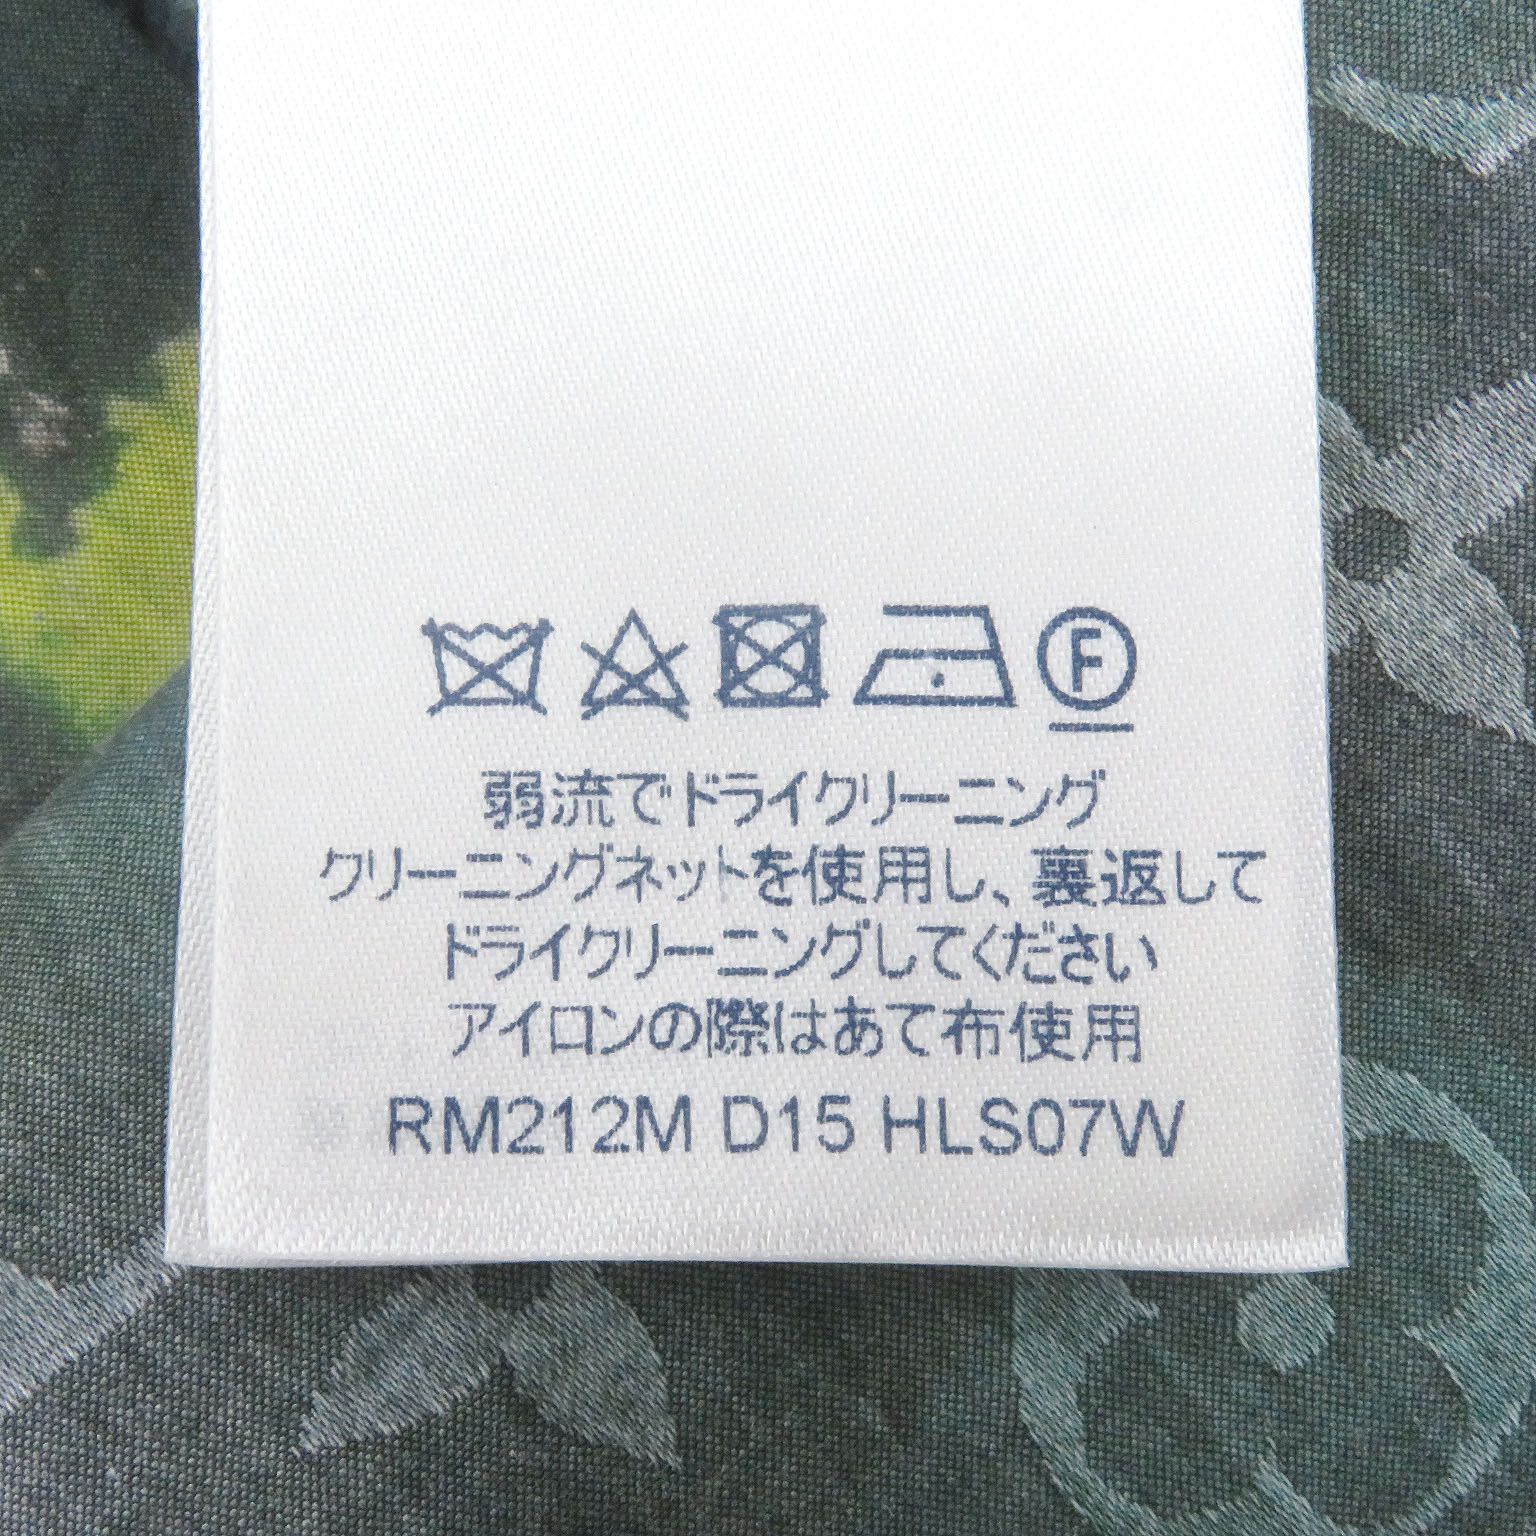 F
弱流でドライクリーニング
クリーニングネットを使用し、裏返して
ドライクリーニングしてください
アイロンの際はあて布使用
RM212M D15 HLS07W